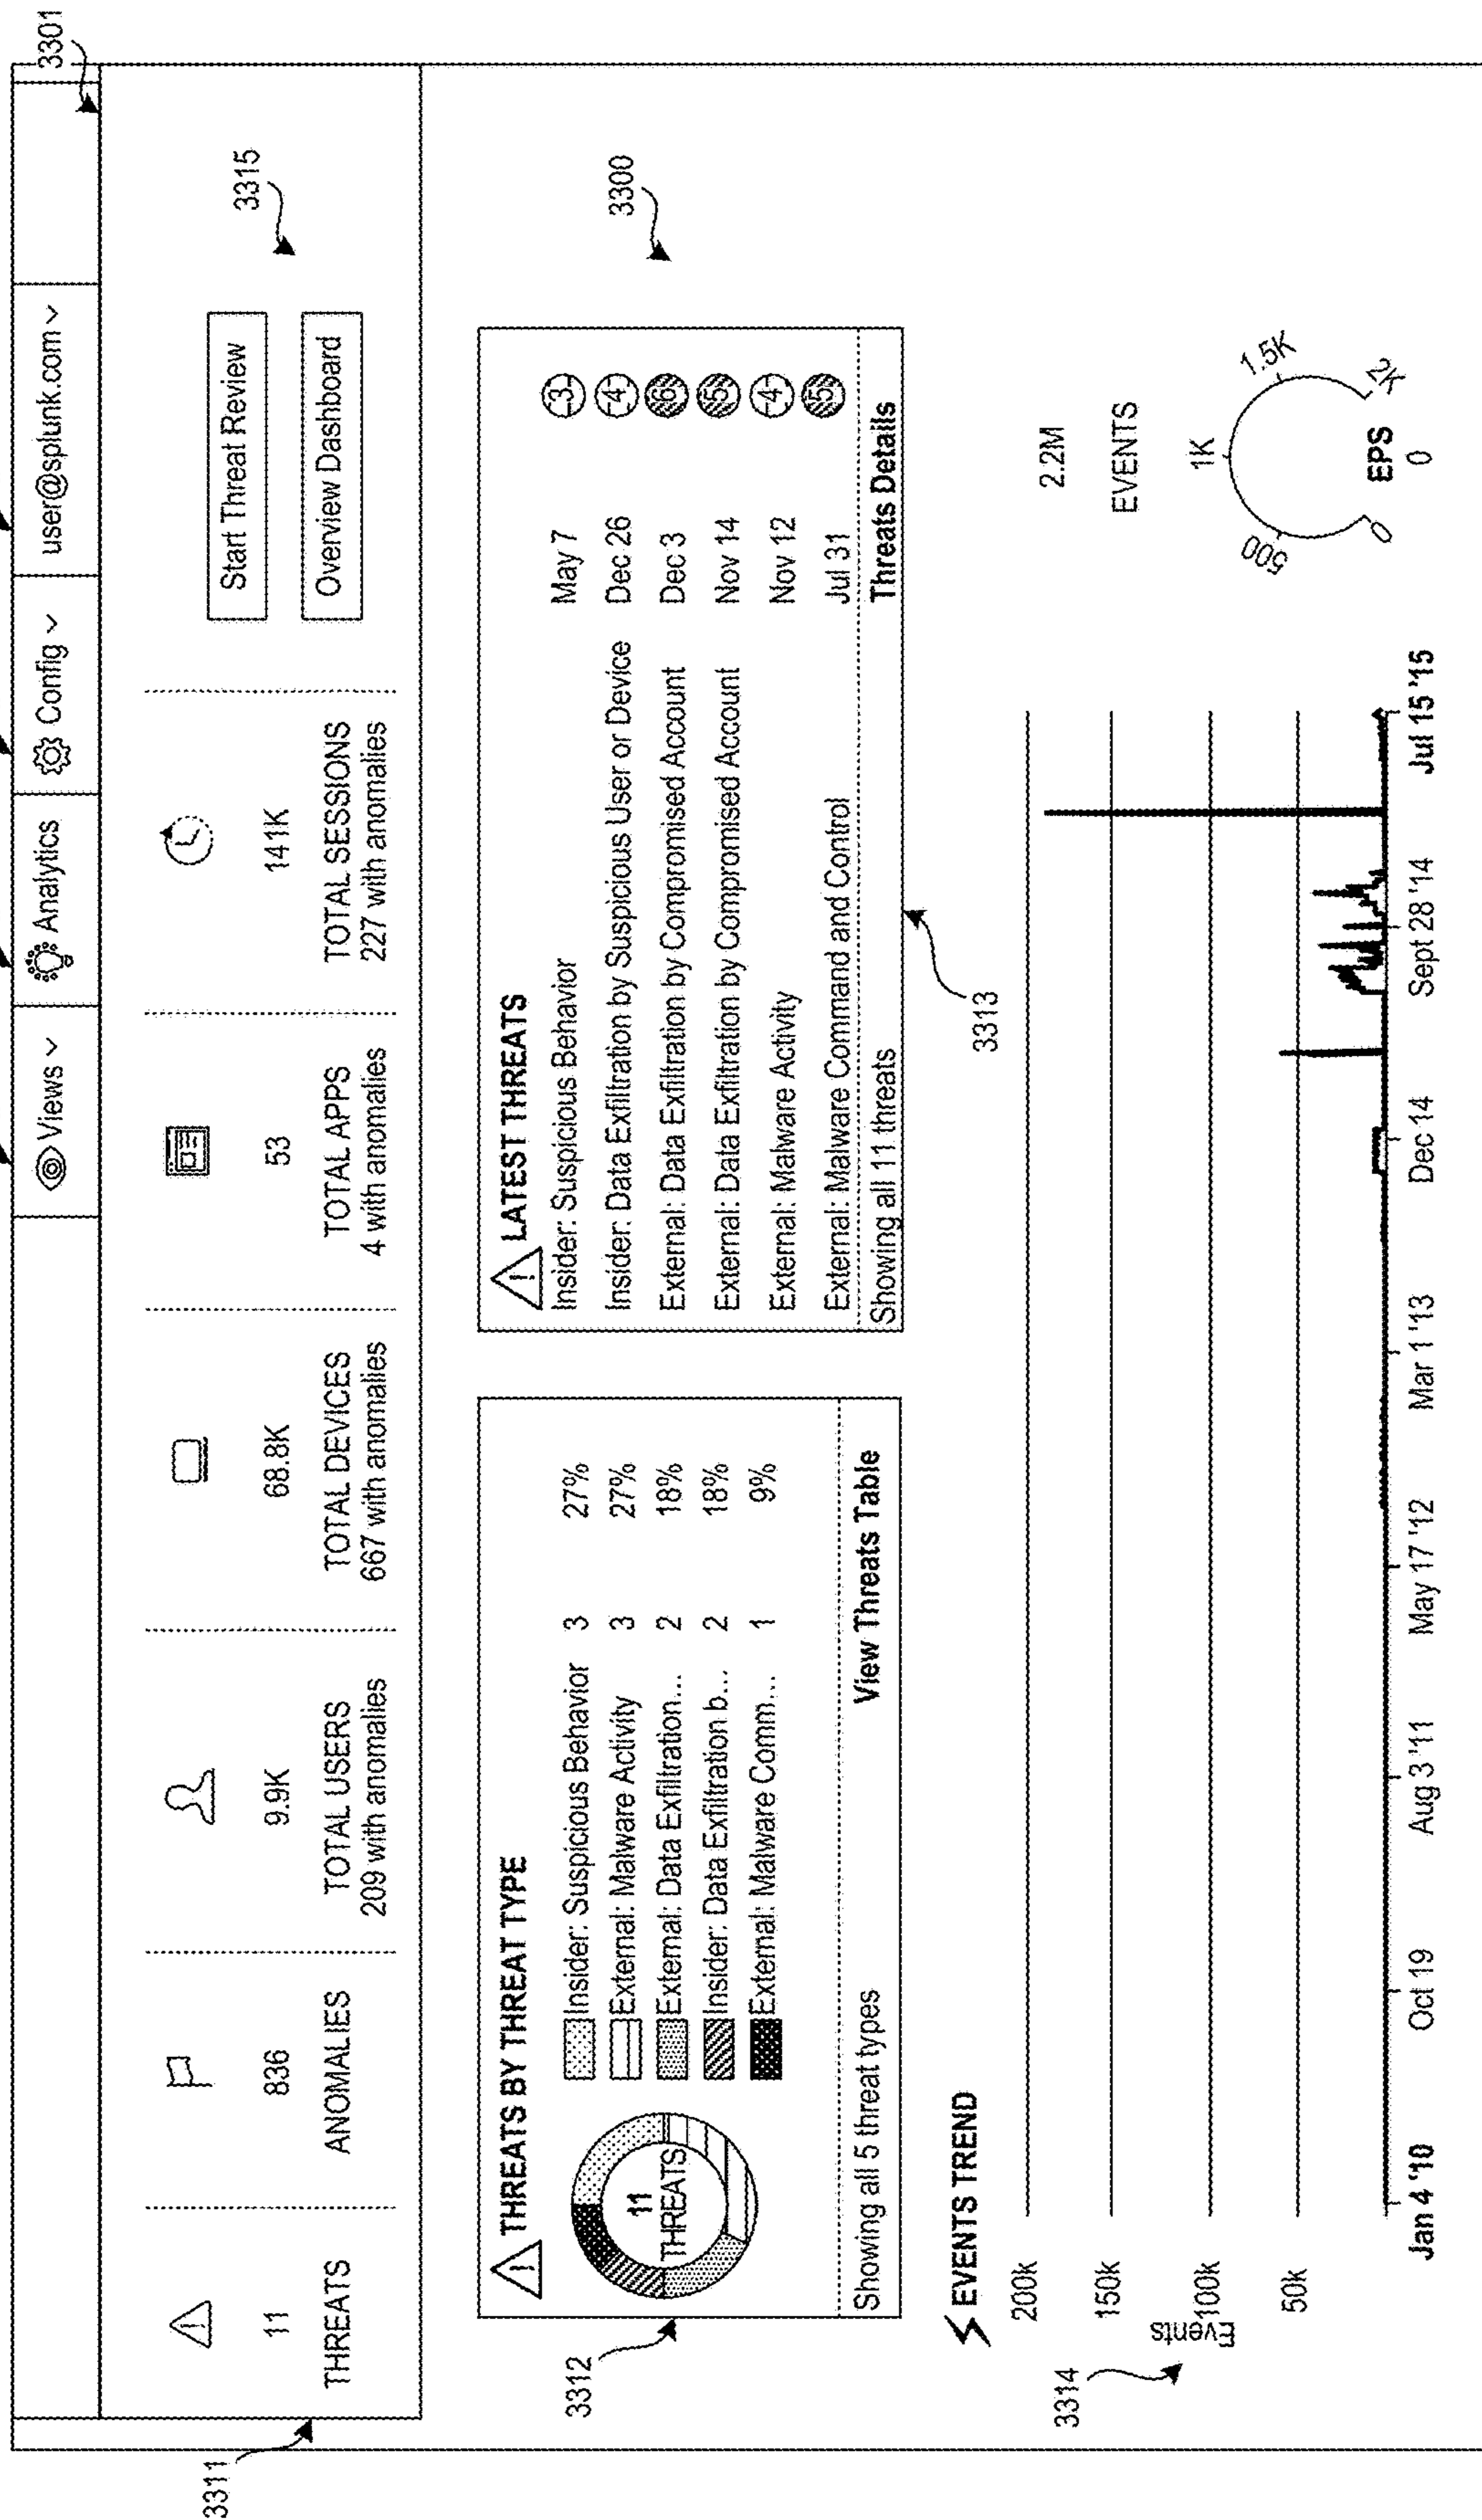 3301
Views
Analytics
Config
user@splunk.com
3311
11
THREATS
836
ANOMALIES
9.9K
TOTAL USERS
209 with anomalies
68.8K
TOTAL DEVICES
667 with anomalies
53
TOTAL APPS
4 with anomalies
141K
TOTAL SESSIONS
227 with anomalies
Start Threat Review
Overview Dashboard
3315
3300
3312
THREATS BY THREAT TYPE
11
THREATS
Insider: Suspicious Behavior 3 27%
External: Malware Activity 3 27%
External: Data Exfiltration... 2 18%
Insider: Data Exfiltration b... 2 18%
External: Malware Comm... 1 9%
Showing all 5 threat types View Threats Table
LATEST THREATS
Insider: Suspicious Behavior May 7 3
Insider: Data Exfiltration by Suspicious User or Device Dec 26 4
External: Data Exfiltration by Compromised Account Dec 3 6
External: Data Exfiltration by Compromised Account Nov 14 5
External: Malware Activity Nov 12 4
External: Malware Command and Control Jul 31 5
Showing all 11 threats Threats Details
3313
EVENTS TREND
3314
Events
200k
150k
100k
50k
Jan 4 '10
Oct 19
Aug 3 '11
May 17 '12
Mar 1 '13
Dec 14
Sept 28 '14
Jul 15 '15
2.2M
EVENTS
0
500
1K
1.5K
2K
EPS
0